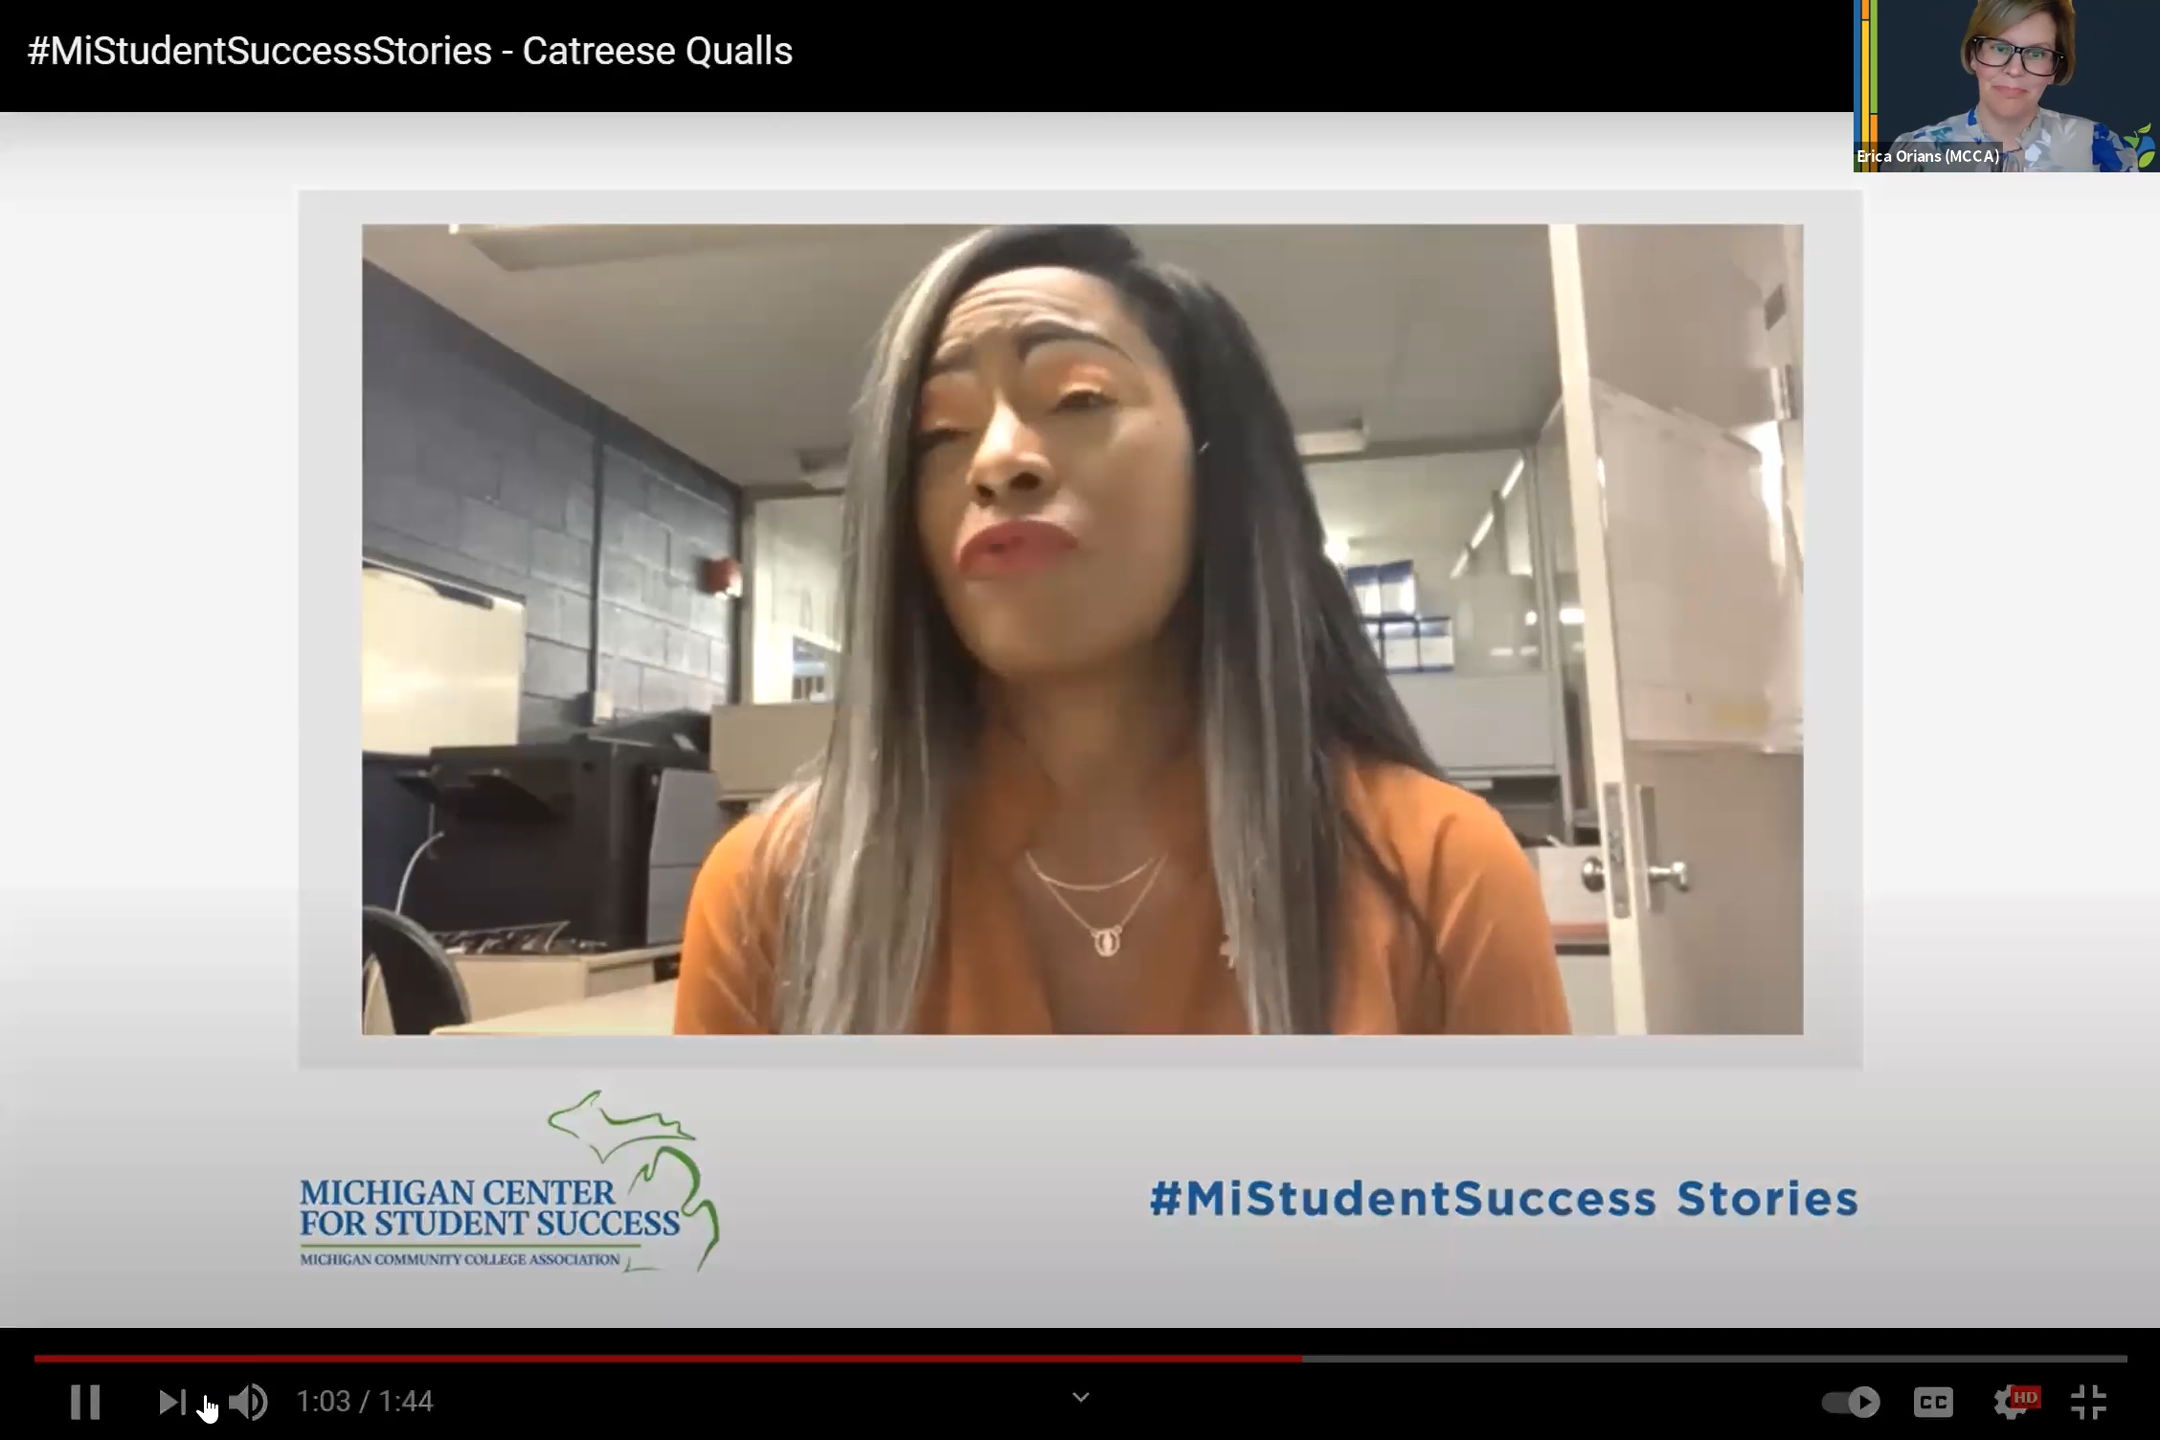 #MiStudentSuccessStories - Catreese Qualls
Erica Orians (MCCA)
MICHIGAN CENTER
FOR STUDENT SUCCESS
MICHIGAN COMMUNITY COLLEGE ASSOCIATION
#MiStudentSuccess Stories
1:03 / 1:44
CC
HD